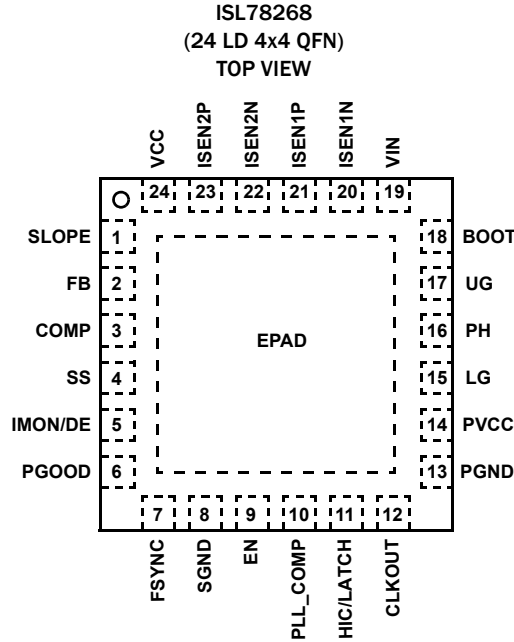 ISL78268
(24 LD 4x4 QFN)
TOP VIEW
VCC
ISEN2P
ISEN2N
ISEN1P
ISEN1N
VIN
24 23 22 21 20 19
SLOPE 1
18 BOOT
FB 2
17 UG
COMP 3
16 PH
EPAD
SS 4
15 LG
IMON/DE 5
14 PVCC
PGOOD 6
13 PGND
7 8 9 10 11 12
FSYNC
SGND
EN
PLL_COMP
HIC/LATCH
CLKOUT